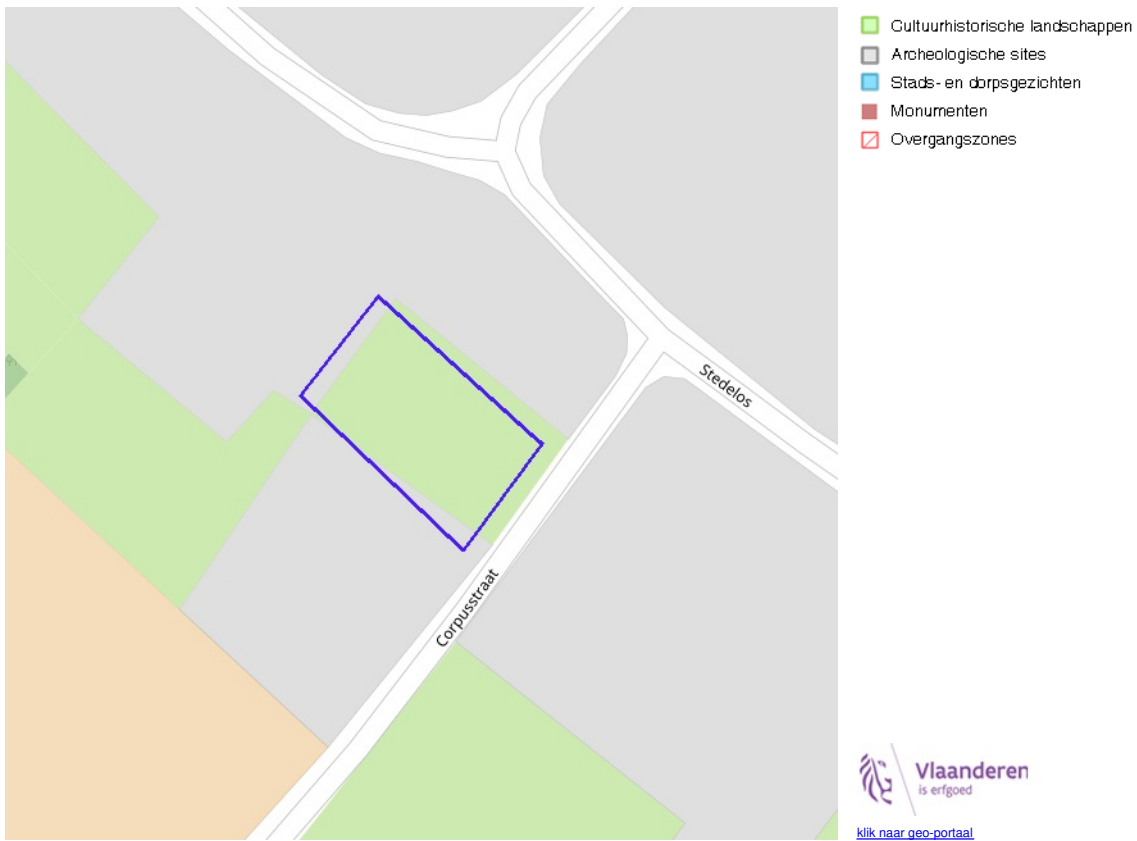 Cultuurhistorische landschappen
Archeologische sites
Stads- en dorpsgezichten
Monumenten
Overgangszones
Stedelos
Corpusstraat
Vlaanderen
is erfgoed
klik naar geo-portaal